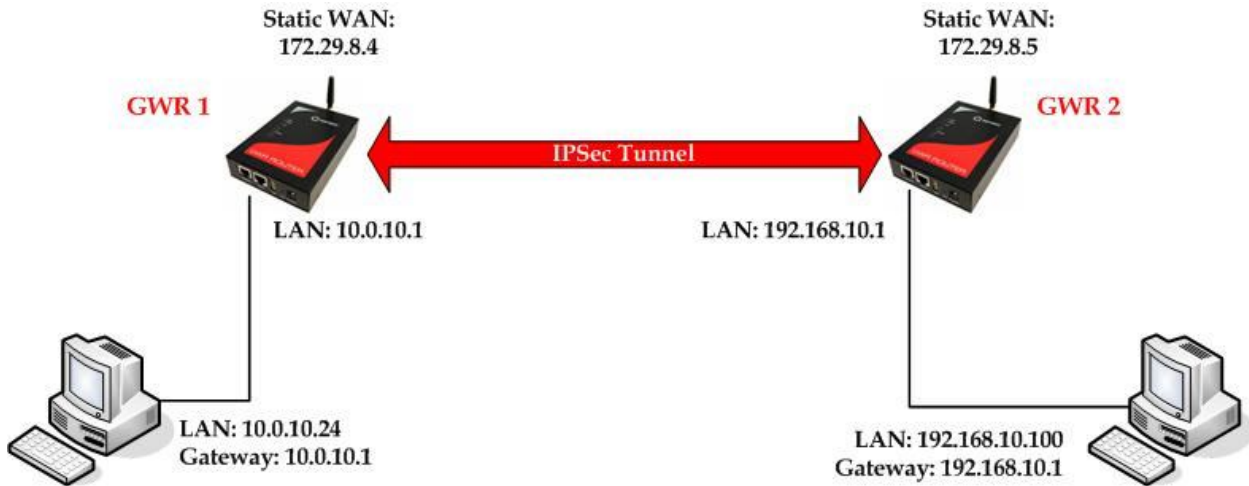 Static WAN:
172.29.8.4
Static WAN:
172.29.8.5
GWR 1
GWR 2
IPSec Tunnel
LAN: 10.0.10.1
LAN: 192.168.10.1
LAN: 10.0.10.24
Gateway: 10.0.10.1
LAN: 192.168.10.100
Gateway: 192.168.10.1